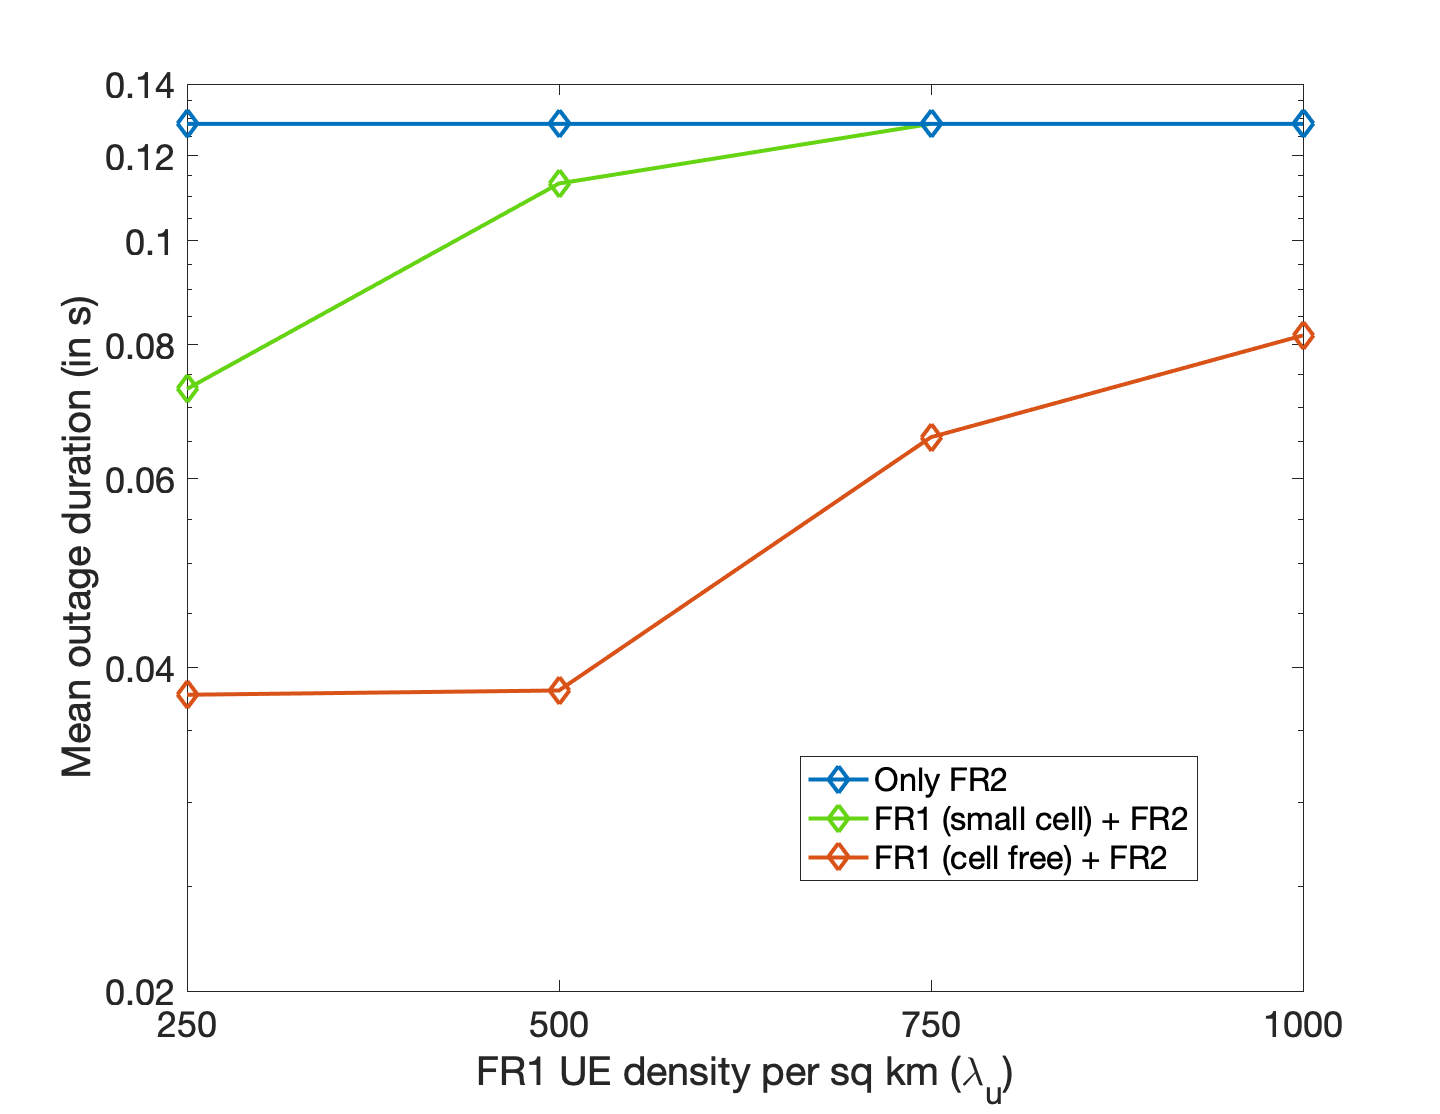 0.14
0.12
0.1
0.08
0.06
0.04
0.02
Mean outage duration (in s)
Only FR2
FR1 (small cell) + FR2
FR1 (cell free) + FR2
250 500 750 1000
FR1 UE density per sq km (λu)